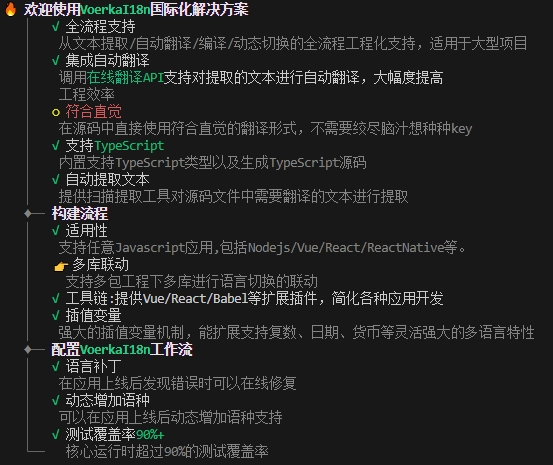 欢迎使用VoerkaI18n国际化解决方案
✓ 全流程支持
从文本提取/自动翻译/编译/动态切换的全流程工程化支持，适用于大型项目
✓ 集成自动翻译
调用在线翻译API支持对提取的文本进行自动翻译，大幅度提高
工程效率
符合直觉
在源码中直接使用符合直觉的翻译形式，不需要绞尽脑汁想种种key
✓ 支持TypeScript
内置支持TypeScript类型以及生成TypeScript源码
✓ 自动提取文本
提供扫描提取工具对源码文件中需要翻译的文本进行提取
构建流程
✓ 适用性
支持任意Javascript应用,包括Nodejs/Vue/React/ReactNative等。
多库联动
支持多包工程下多库进行语言切换的联动
✓ 工具链:提供Vue/React/Babel等扩展插件，简化各种应用开发
✓ 插值变量
强大的插值变量机制，能扩展支持复数、日期、货币等灵活强大的多语言特性
配置VoerkaI18n工作流
✓ 语言补丁
在应用上线后发现错误时可以在线修复
✓ 动态增加语种
可以在应用上线后动态增加语种支持
✓ 测试覆盖率90%+
核心运行时超过90%的测试覆盖率